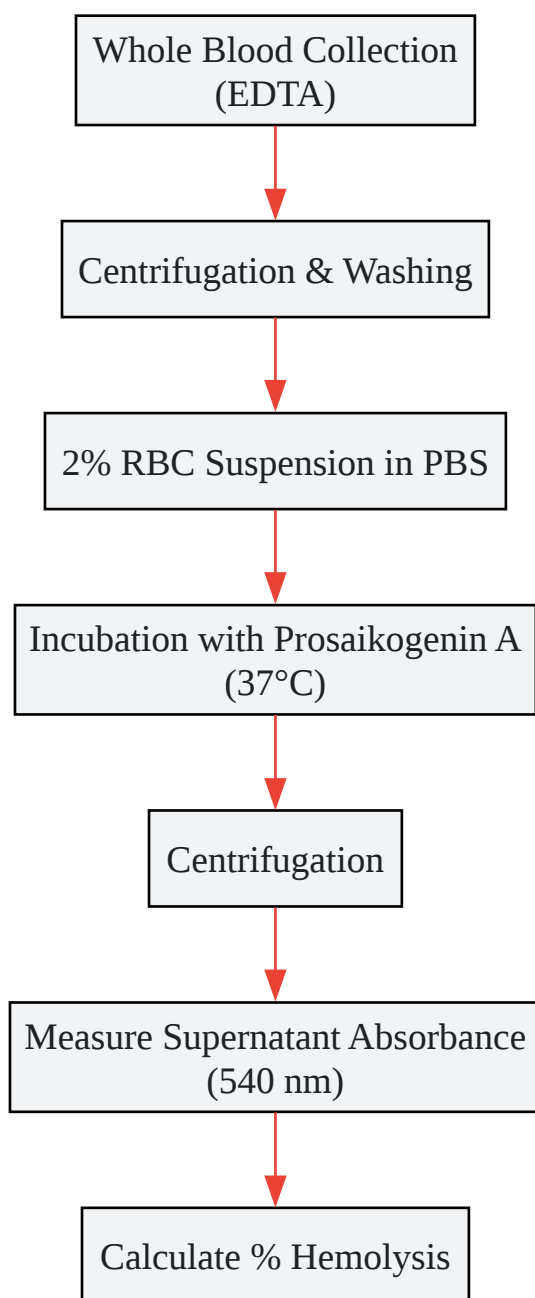 Whole Blood Collection
(EDTA)
Centrifugation & Washing
2% RBC Suspension in PBS
Incubation with Prosaikogenin A
(37°C)
Centrifugation
Measure Supernatant Absorbance
(540 nm)
Calculate % Hemolysis